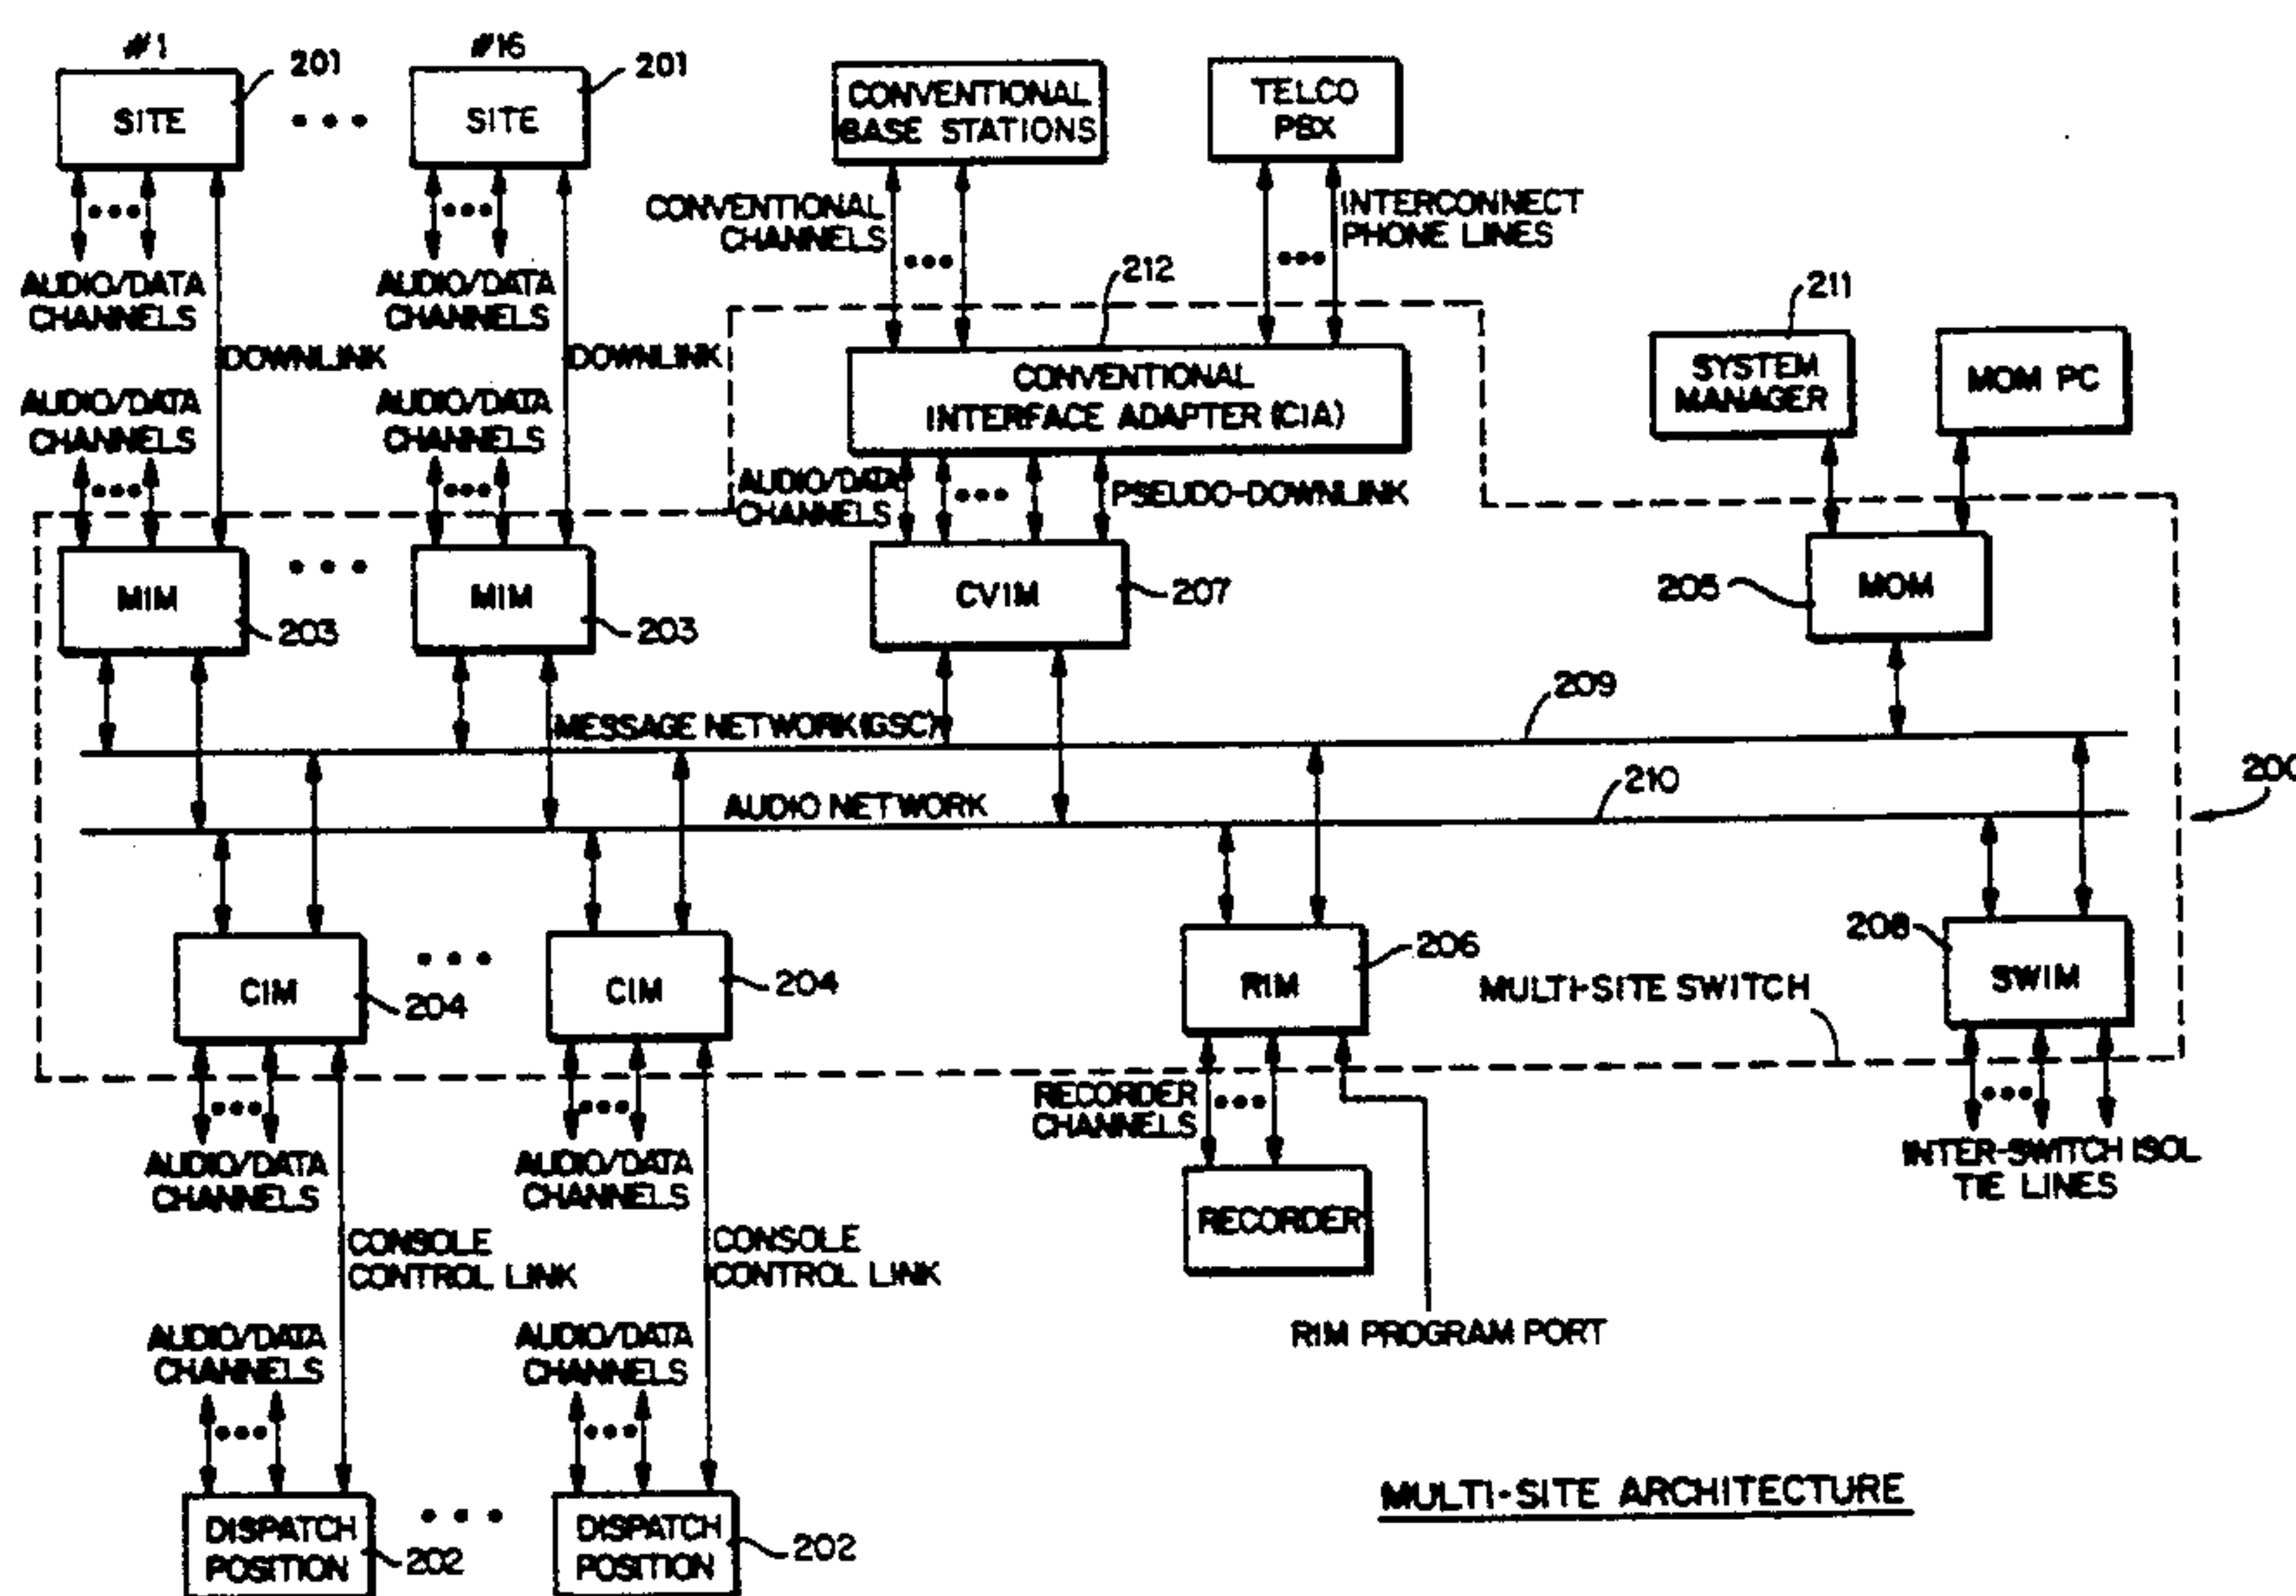 #1
201
#16
201
SITE
SITE
CONVENTIONAL
BASE STATIONS
TELCO
PBX
CONVENTIONAL
CHANNELS
INTERCONNECT
PHONE LINES
AUDIO/DATA
CHANNELS
AUDIO/DATA
CHANNELS
212
211
DOWNLINK
DOWNLINK
SYSTEM
MANAGER
MOM PC
CONVENTIONAL
INTERFACE ADAPTER (CIA)
AUDIO/DATA
CHANNELS
AUDIO/DATA
CHANNELS
AUDIO/DATA
CHANNELS
PSEUDO-DOWNLINK
MIM
203
MIM
203
CVIM
207
205
MOM
MESSAGE NETWORK (GSC)
209
AUDIO NETWORK
210
200
CIM
204
CIM
204
RIM
206
MULTI-SITE SWITCH
208
SWIM
AUDIO/DATA
CHANNELS
AUDIO/DATA
CHANNELS
RECORDER
CHANNELS
INTER-SWITCH ISOL
TIE LINES
RECORDER
CONSOLE
CONTROL LINK
CONSOLE
CONTROL LINK
RIM PROGRAM PORT
AUDIO/DATA
CHANNELS
AUDIO/DATA
CHANNELS
MULTI-SITE ARCHITECTURE
DISPATCH
POSITION
202
DISPATCH
POSITION
202